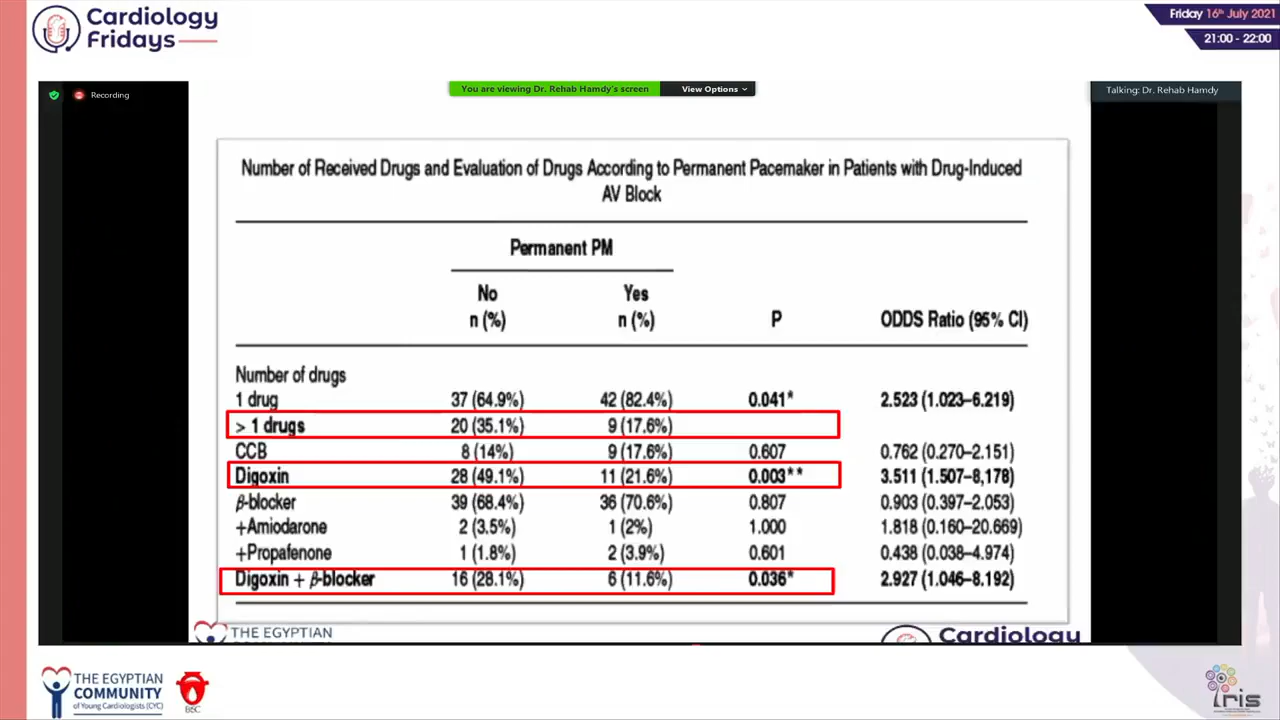 Cardiology
Fridays
Friday 16th July 2021
21:00 - 22:00
Recording
You are viewing Dr. Rehab Hamdy's screen
View Options
Talking: Dr. Rehab Hamdy
Number of Received Drugs and Evaluation of Drugs According to Permanent Pacemaker in Patients with Drug-Induced
AV Block
Permanent PM
No Yes
n (%) n (%) P ODDS Ratio (95% CI)
Number of drugs
1 drug 37 (64.9%) 42 (82.4%) 0.041* 2.523 (1.023–6.219)
> 1 drugs 20 (35.1%) 9 (17.6%)
CCB 8 (14%) 9 (17.6%) 0.607 0.762 (0.270–2.151)
Digoxin 28 (49.1%) 11 (21.6%) 0.003** 3.511 (1.507–8,178)
β-blocker 39 (68.4%) 36 (70.6%) 0.807 0.903 (0.397–2.053)
+Amiodarone 2 (3.5%) 1 (2%) 1.000 1.818 (0.160–20.669)
+Propafenone 1 (1.8%) 2 (3.9%) 0.601 0.438 (0.038–4.974)
Digoxin + β-blocker 16 (28.1%) 6 (11.6%) 0.036* 2.927 (1.046–8.192)
THE EGYPTIAN
Cardiology
THE EGYPTIAN
COMMUNITY
of Young Cardiologists (CYC)
BSC
iris